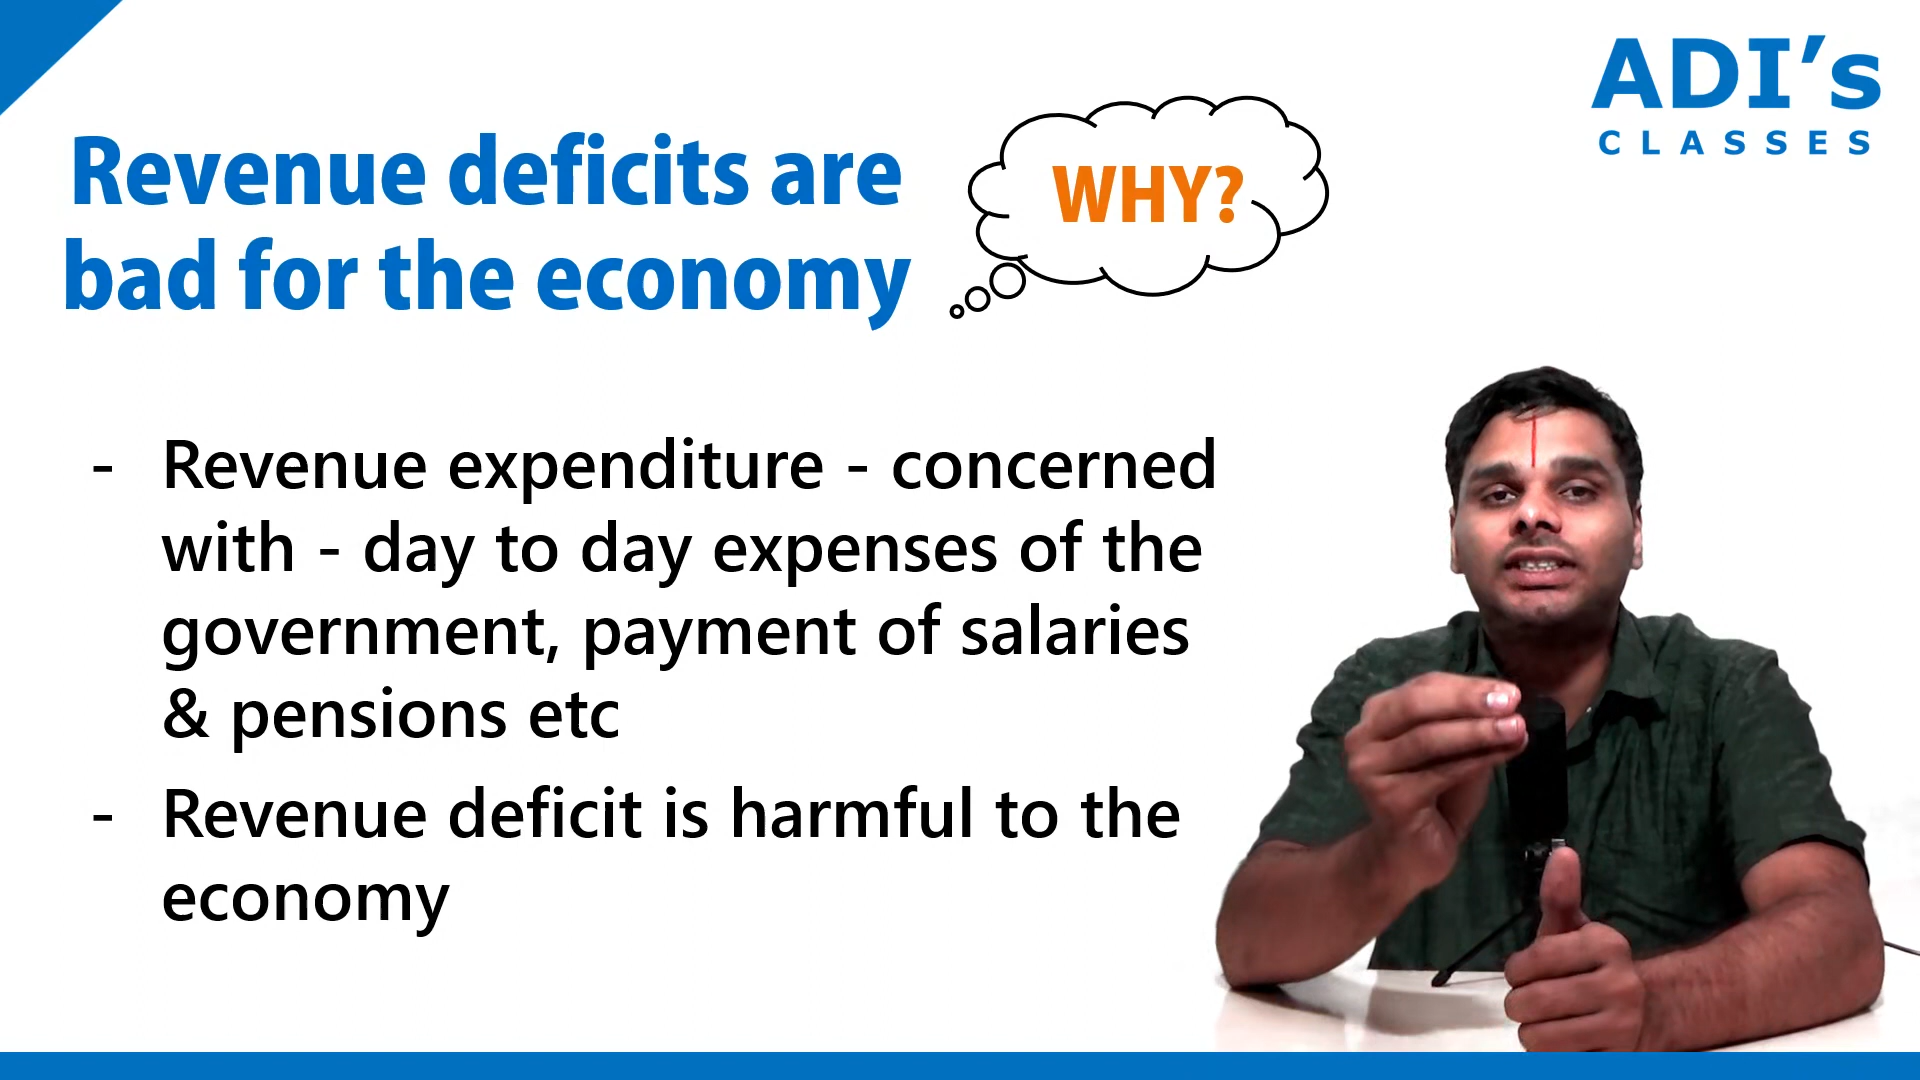 ADI's
CLASSES
Revenue deficits are
bad for the economy
WHY?
- Revenue expenditure - concerned
with - day to day expenses of the
government, payment of salaries
& pensions etc
- Revenue deficit is harmful to the
economy